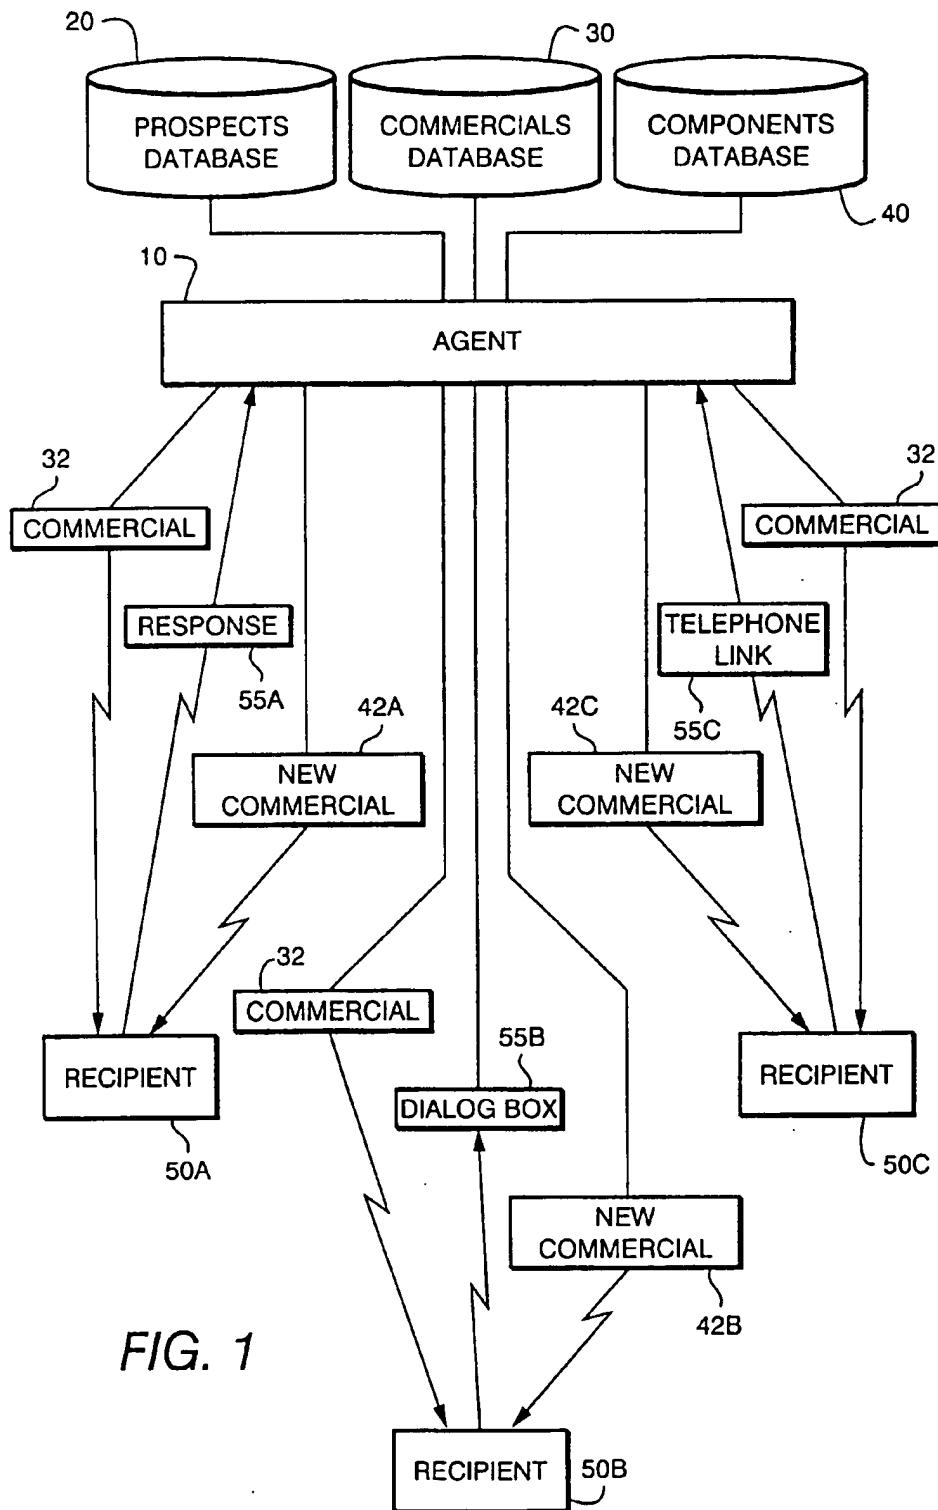 20
30
PROSPECTS
DATABASE
COMMERCIALS
DATABASE
COMPONENTS
DATABASE
40
10
AGENT
32
COMMERCIAL
32
COMMERCIAL
RESPONSE
55A
TELEPHONE
LINK
55C
42A
NEW
COMMERCIAL
42C
NEW
COMMERCIAL
32
COMMERCIAL
RECIPIENT
50A
55B
DIALOG BOX
RECIPIENT
50C
NEW
COMMERCIAL
42B
FIG. 1
RECIPIENT
50B